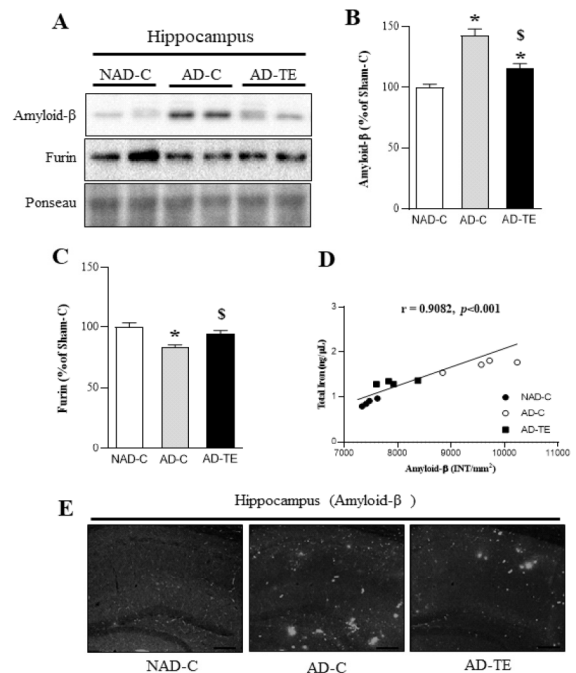 A
Hippocampus
NAD-C AD-C AD-TE
Amyloid-β
Furin
Ponseau
B
Amyloid-β (% of Sham-C)
150
100
50
0
* $ *
NAD-C AD-C AD-TE
C
Furin (% of Sham-C)
150
100
50
0
* $
NAD-C AD-C AD-TE
D
r = 0.9082, p<0.001
Total Iron (ng/µL)
3
2
1
0
NAD-C
AD-C
AD-TE
7000 8000 9000 10000 11000
Amyloid-β (INT/mm²)
E
Hippocampus (Amyloid-β )
NAD-C AD-C AD-TE